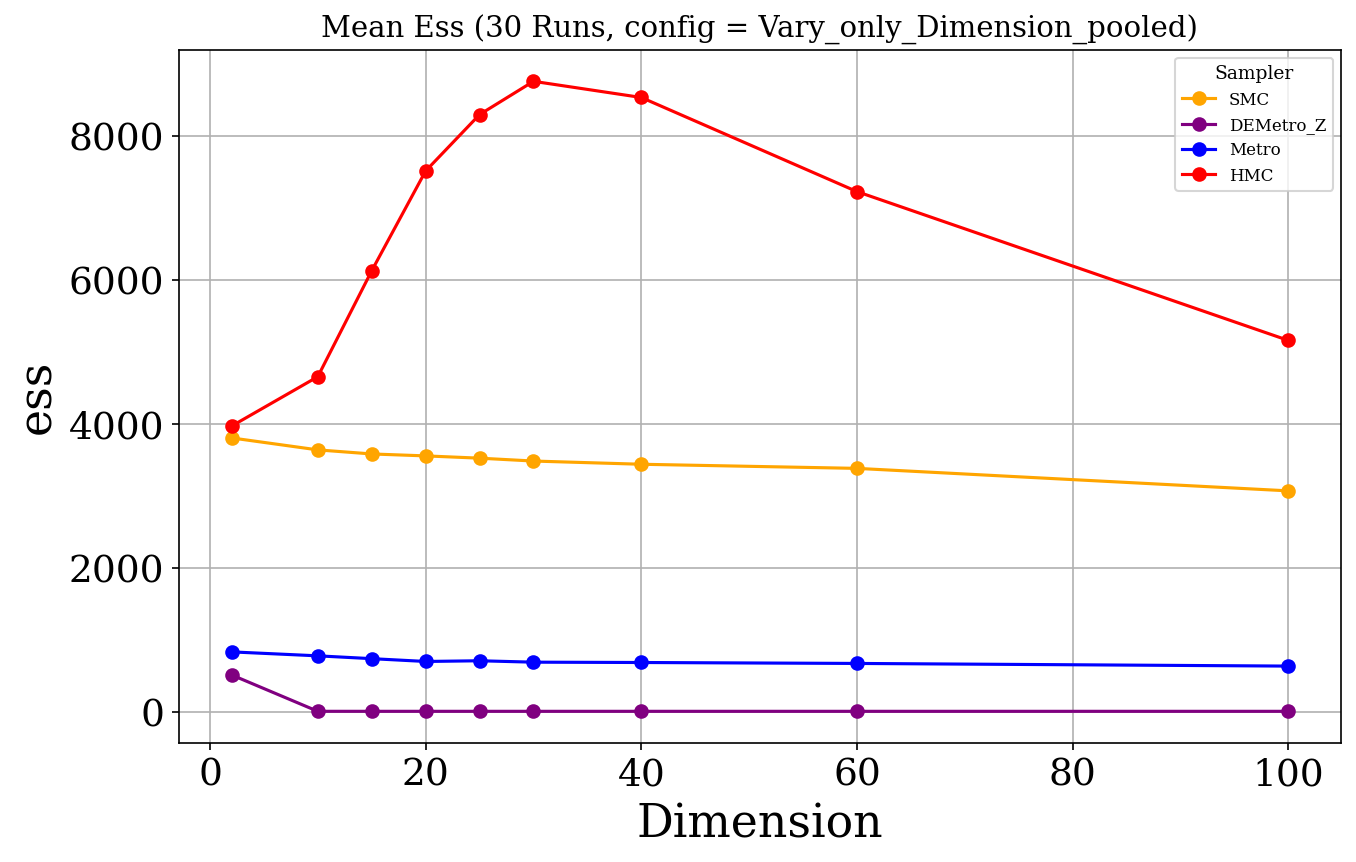 Mean Ess (30 Runs, config = Vary_only_Dimension_pooled)
Sampler
SMC
DEMetro_Z
Metro
HMC
ess
8000
6000
4000
2000
0
0 20 40 60 80 100
Dimension